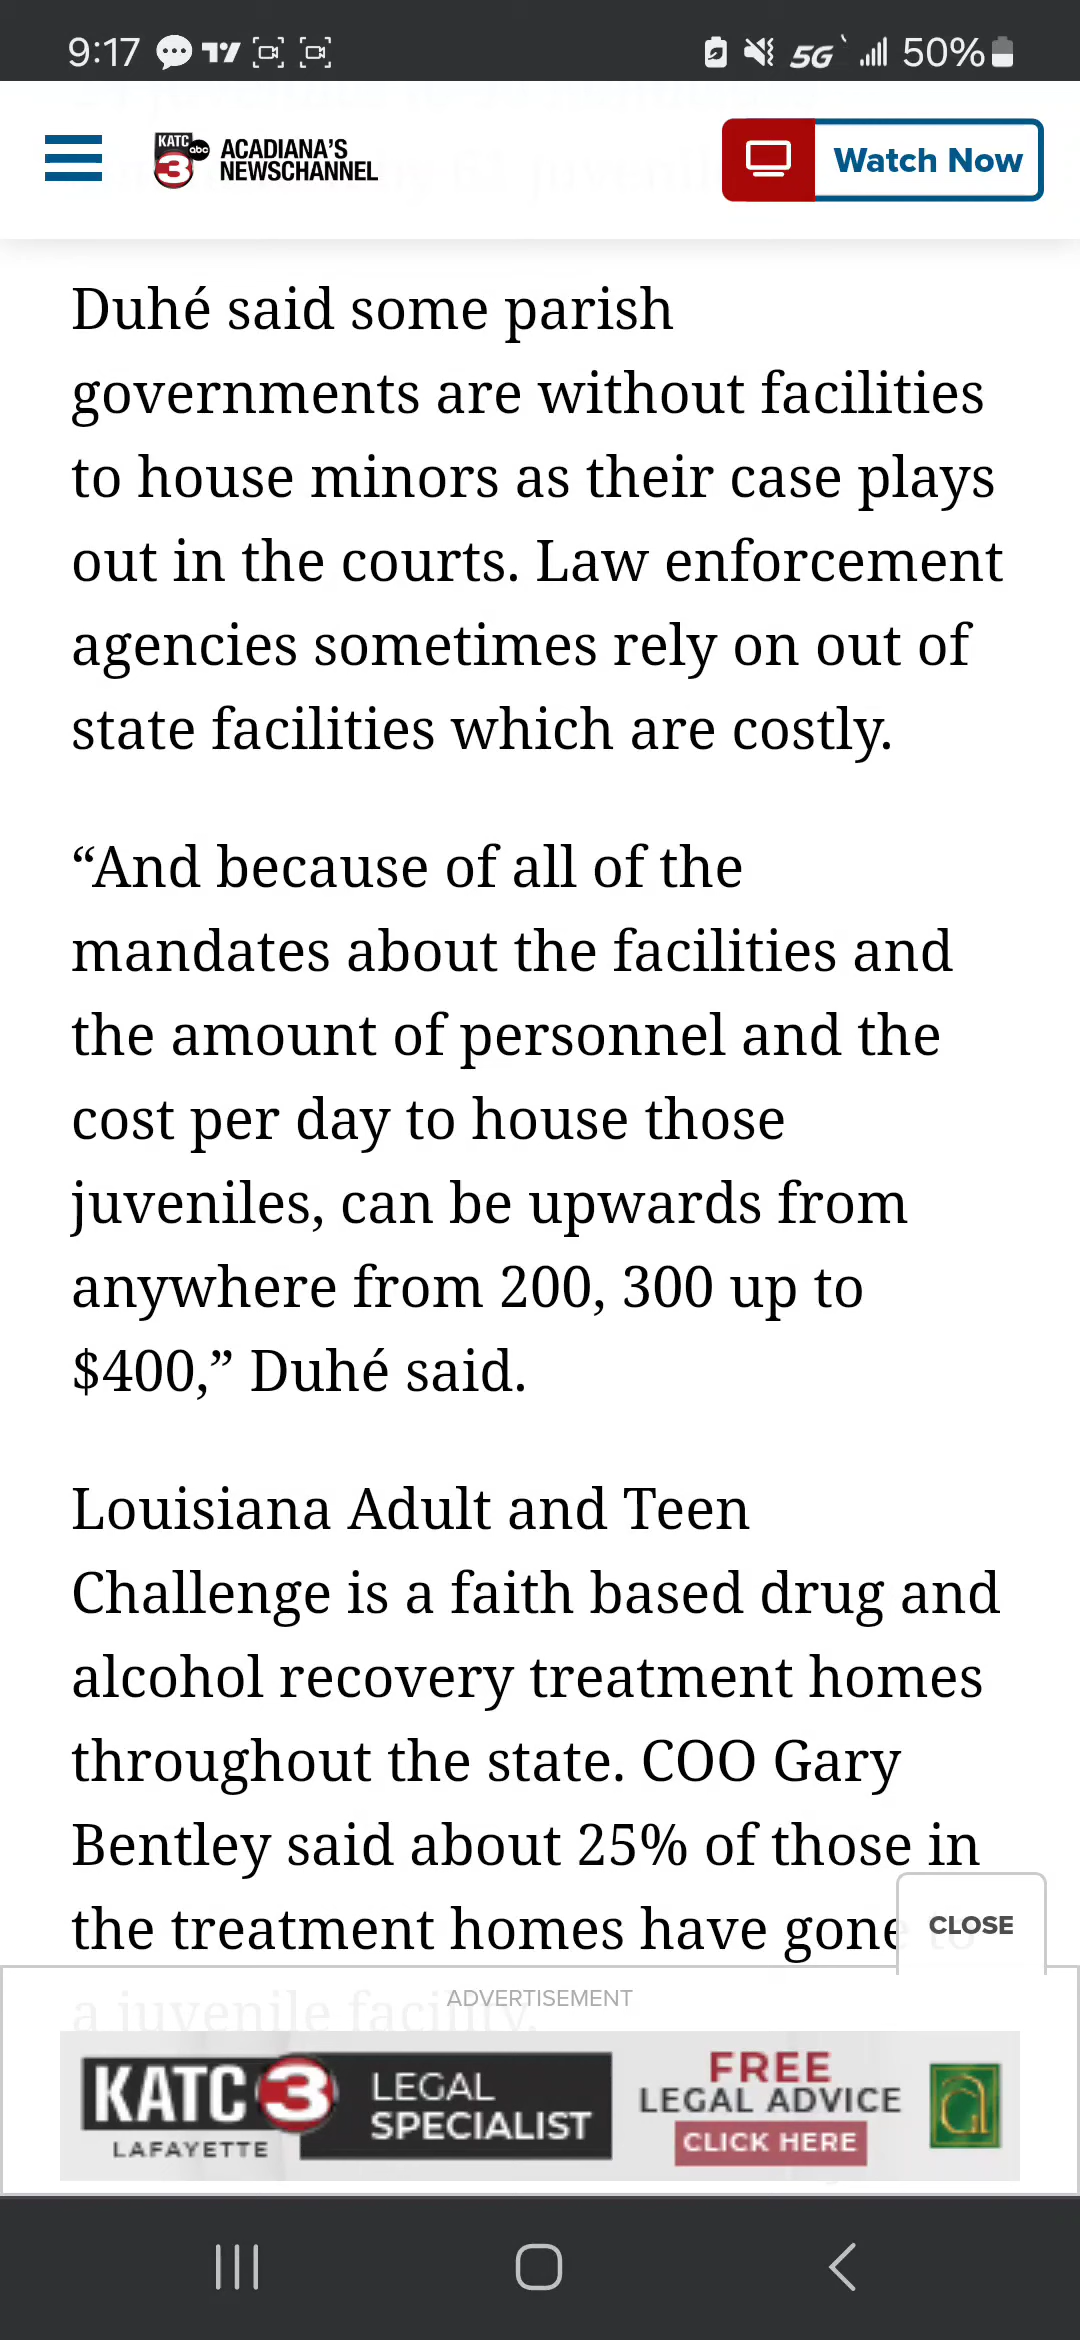 9:17
5G 50%
KATC abc 3 ACADIANA'S NEWSCHANNEL
Watch Now
Duhé said some parish
governments are without facilities
to house minors as their case plays
out in the courts. Law enforcement
agencies sometimes rely on out of
state facilities which are costly.
“And because of all of the
mandates about the facilities and
the amount of personnel and the
cost per day to house those
juveniles, can be upwards from
anywhere from 200, 300 up to
$400,” Duhé said.
Louisiana Adult and Teen
Challenge is a faith based drug and
alcohol recovery treatment homes
throughout the state. COO Gary
Bentley said about 25% of those in
the treatment homes have gone to
CLOSE
a juvenile facility.
ADVERTISEMENT
KATC 3 LAFAYETTE
LEGAL
SPECIALIST
FREE
LEGAL ADVICE
CLICK HERE
a